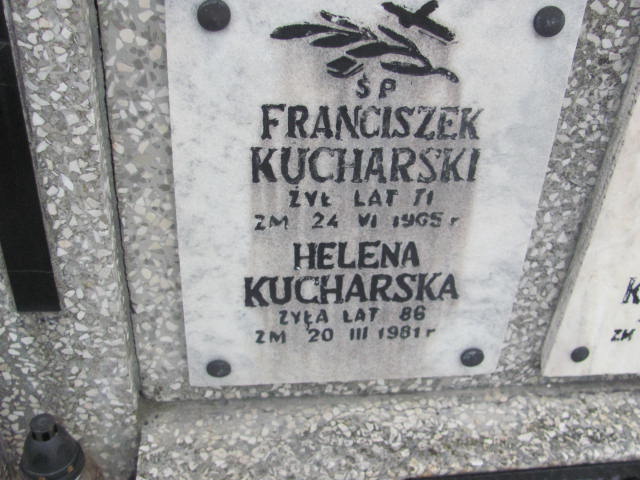 ŚP
FRANCISZEK
KUCHARSKI
ŻYŁ LAT 71
ZM 24 VI 1965 r
HELENA
KUCHARSKA
ŻYŁA LAT 86
ZM 20 III 1981 r
K
ZM